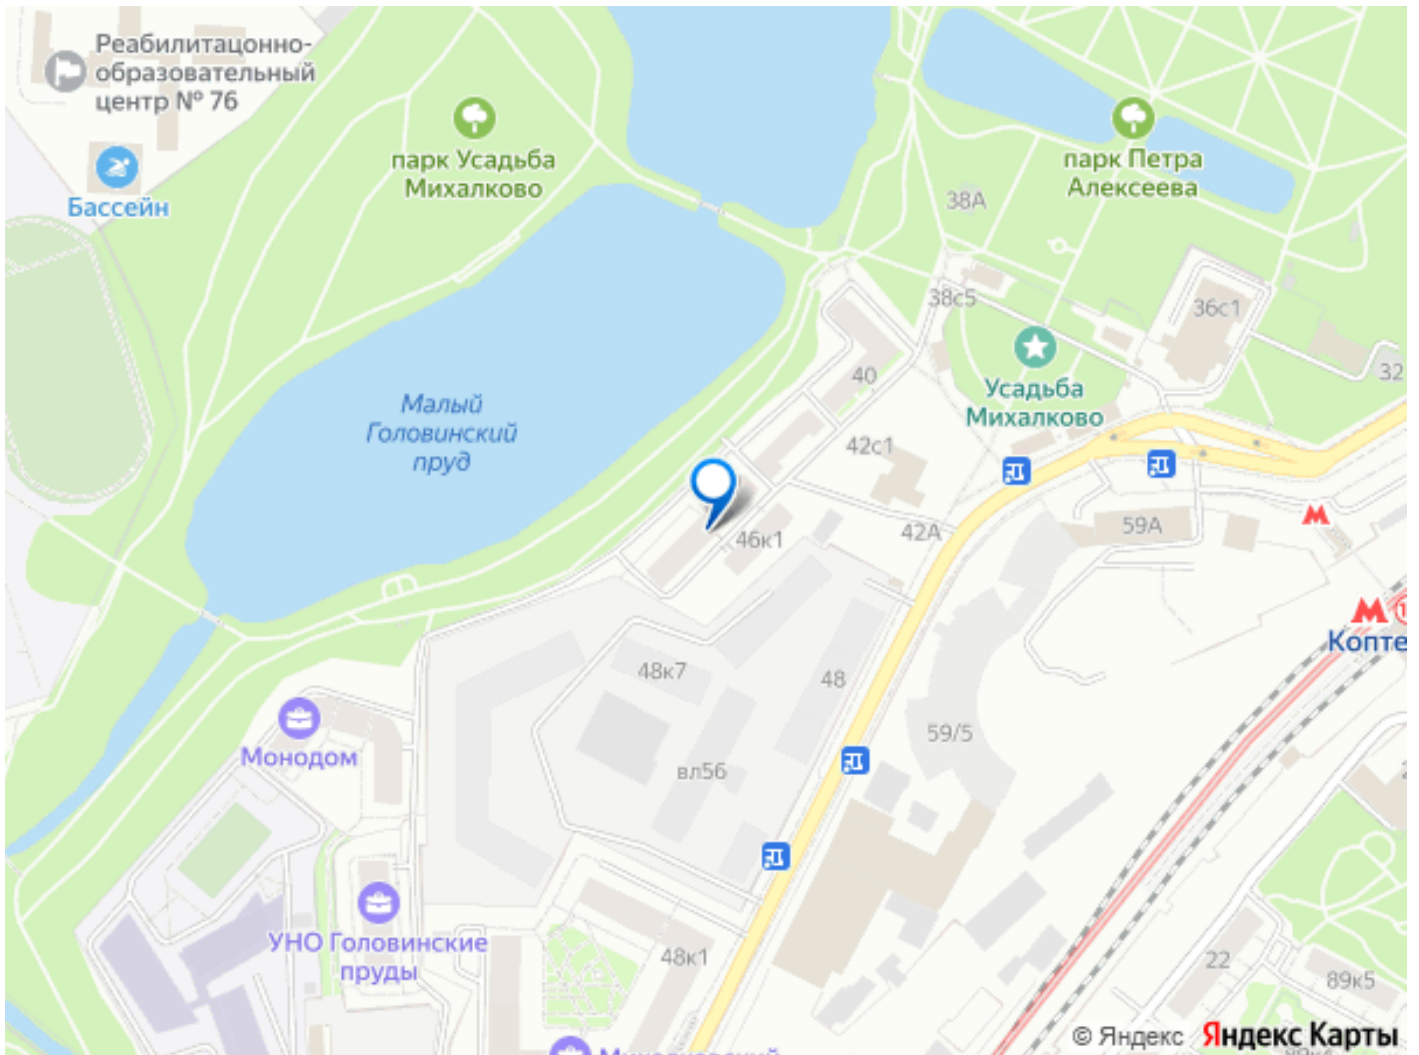 Реабилитацонно-
образовательный
центр № 76
Бассейн
парк Усадьба
Михалково
парк Петра
Алексеева
38А
38с5
36с1
32
Усадьба
Михалково
40
42с1
Малый
Головинский
пруд
46к1
42А
59А
Копте
48к7
48
59/5
вл56
Монодом
УНО Головинские
пруды
48к1
22
89к5
© Яндекс
Яндекс Карты